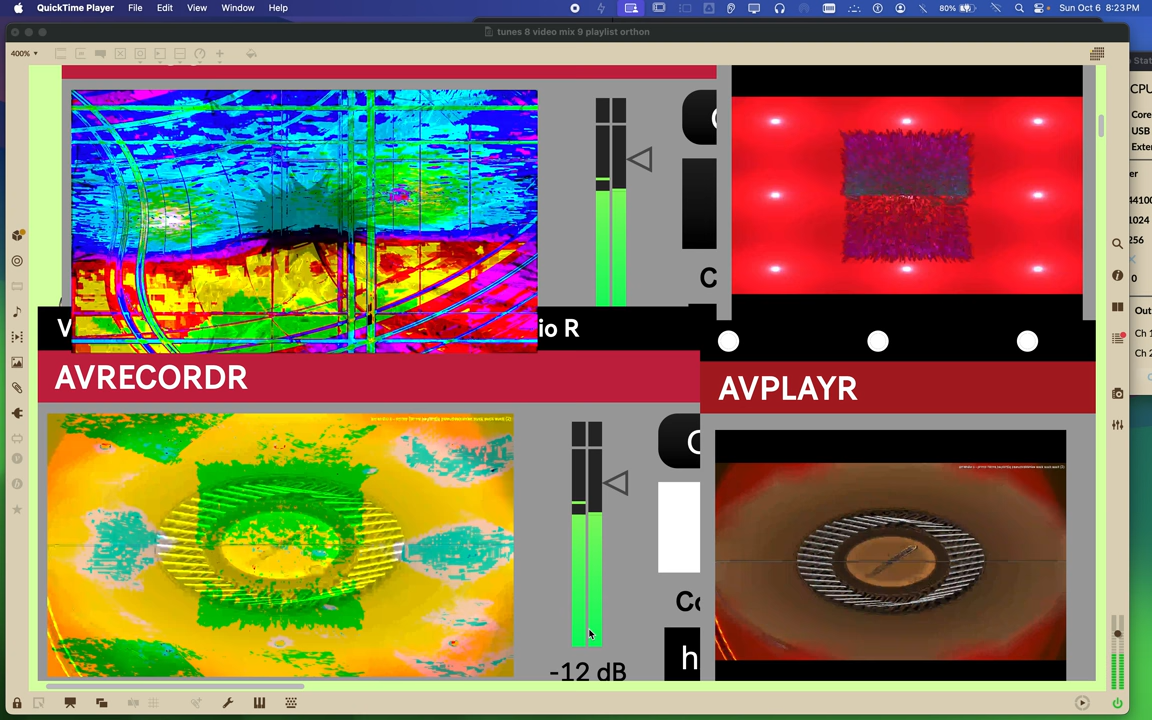 QuickTime Player File Edit View Window Help
80% Sun Oct 6 8:23 PM
tunes 8 video mix 9 playlist orthon
400%
Stat
CPU
Core
USB
Exter
er
44100
1024
256
0
Out
Ch 1
Ch 2
C
V
io R
AVRECORDR
AVPLAYR
C
Co
h
-12 dB